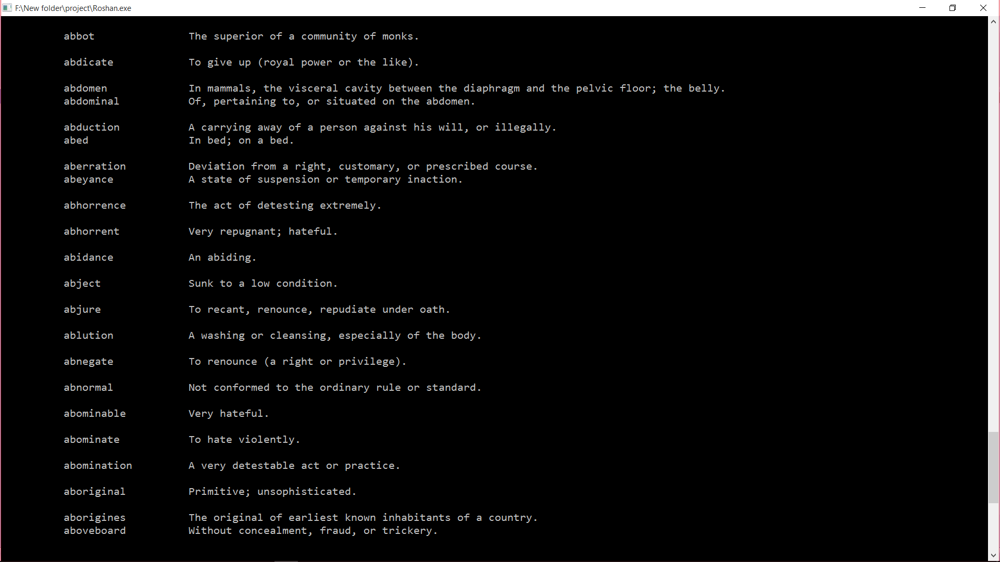 F:\New folder\project\Roshan.exe
abbot The superior of a community of monks.
abdicate To give up (royal power or the like).
abdomen In mammals, the visceral cavity between the diaphragm and the pelvic floor; the belly.
abdominal Of, pertaining to, or situated on the abdomen.
abduction A carrying away of a person against his will, or illegally.
abed In bed; on a bed.
aberration Deviation from a right, customary, or prescribed course.
abeyance A state of suspension or temporary inaction.
abhorrence The act of detesting extremely.
abhorrent Very repugnant; hateful.
abidance An abiding.
abject Sunk to a low condition.
abjure To recant, renounce, repudiate under oath.
ablution A washing or cleansing, especially of the body.
abnegate To renounce (a right or privilege).
abnormal Not conformed to the ordinary rule or standard.
abominable Very hateful.
abominate To hate violently.
abomination A very detestable act or practice.
aboriginal Primitive; unsophisticated.
aborigines The original of earliest known inhabitants of a country.
aboveboard Without concealment, fraud, or trickery.